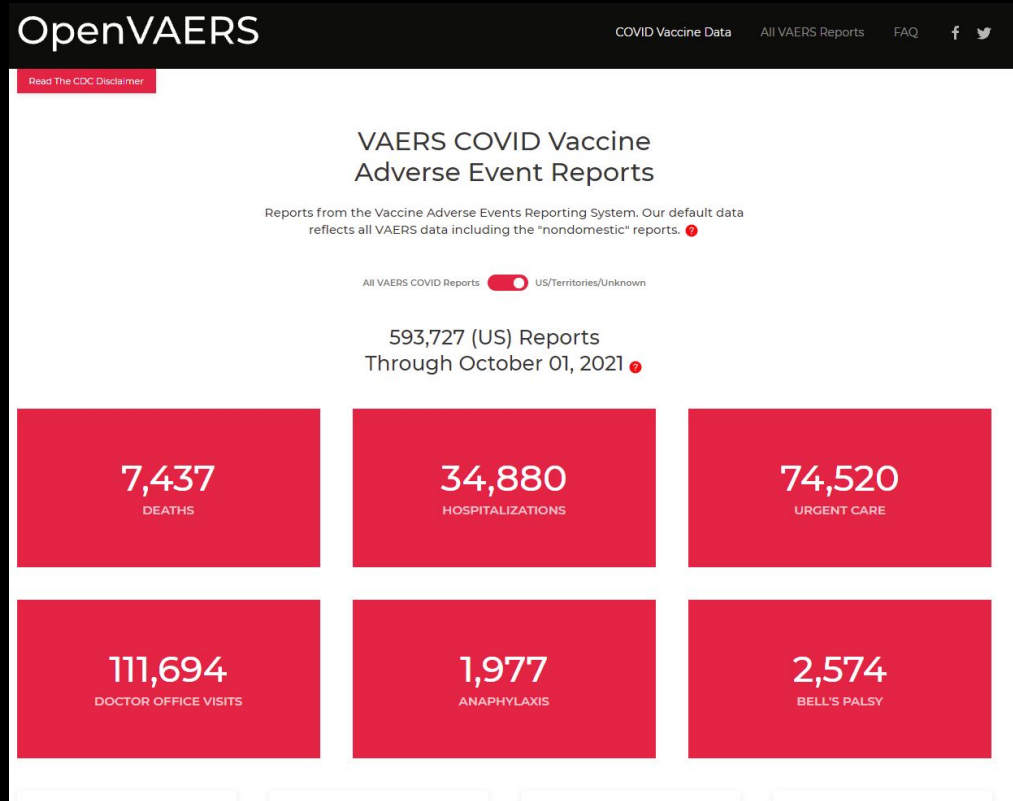 OpenVAERS
COVID Vaccine Data All VAERS Reports FAQ
Read The CDC Disclaimer
VAERS COVID Vaccine
Adverse Event Reports
Reports from the Vaccine Adverse Events Reporting System. Our default data
reflects all VAERS data including the "nondomestic" reports. ?
All VAERS COVID Reports US/Territories/Unknown
593,727 (US) Reports
Through October 01, 2021 ?
7,437
DEATHS
34,880
HOSPITALIZATIONS
74,520
URGENT CARE
111,694
DOCTOR OFFICE VISITS
1,977
ANAPHYLAXIS
2,574
BELL'S PALSY